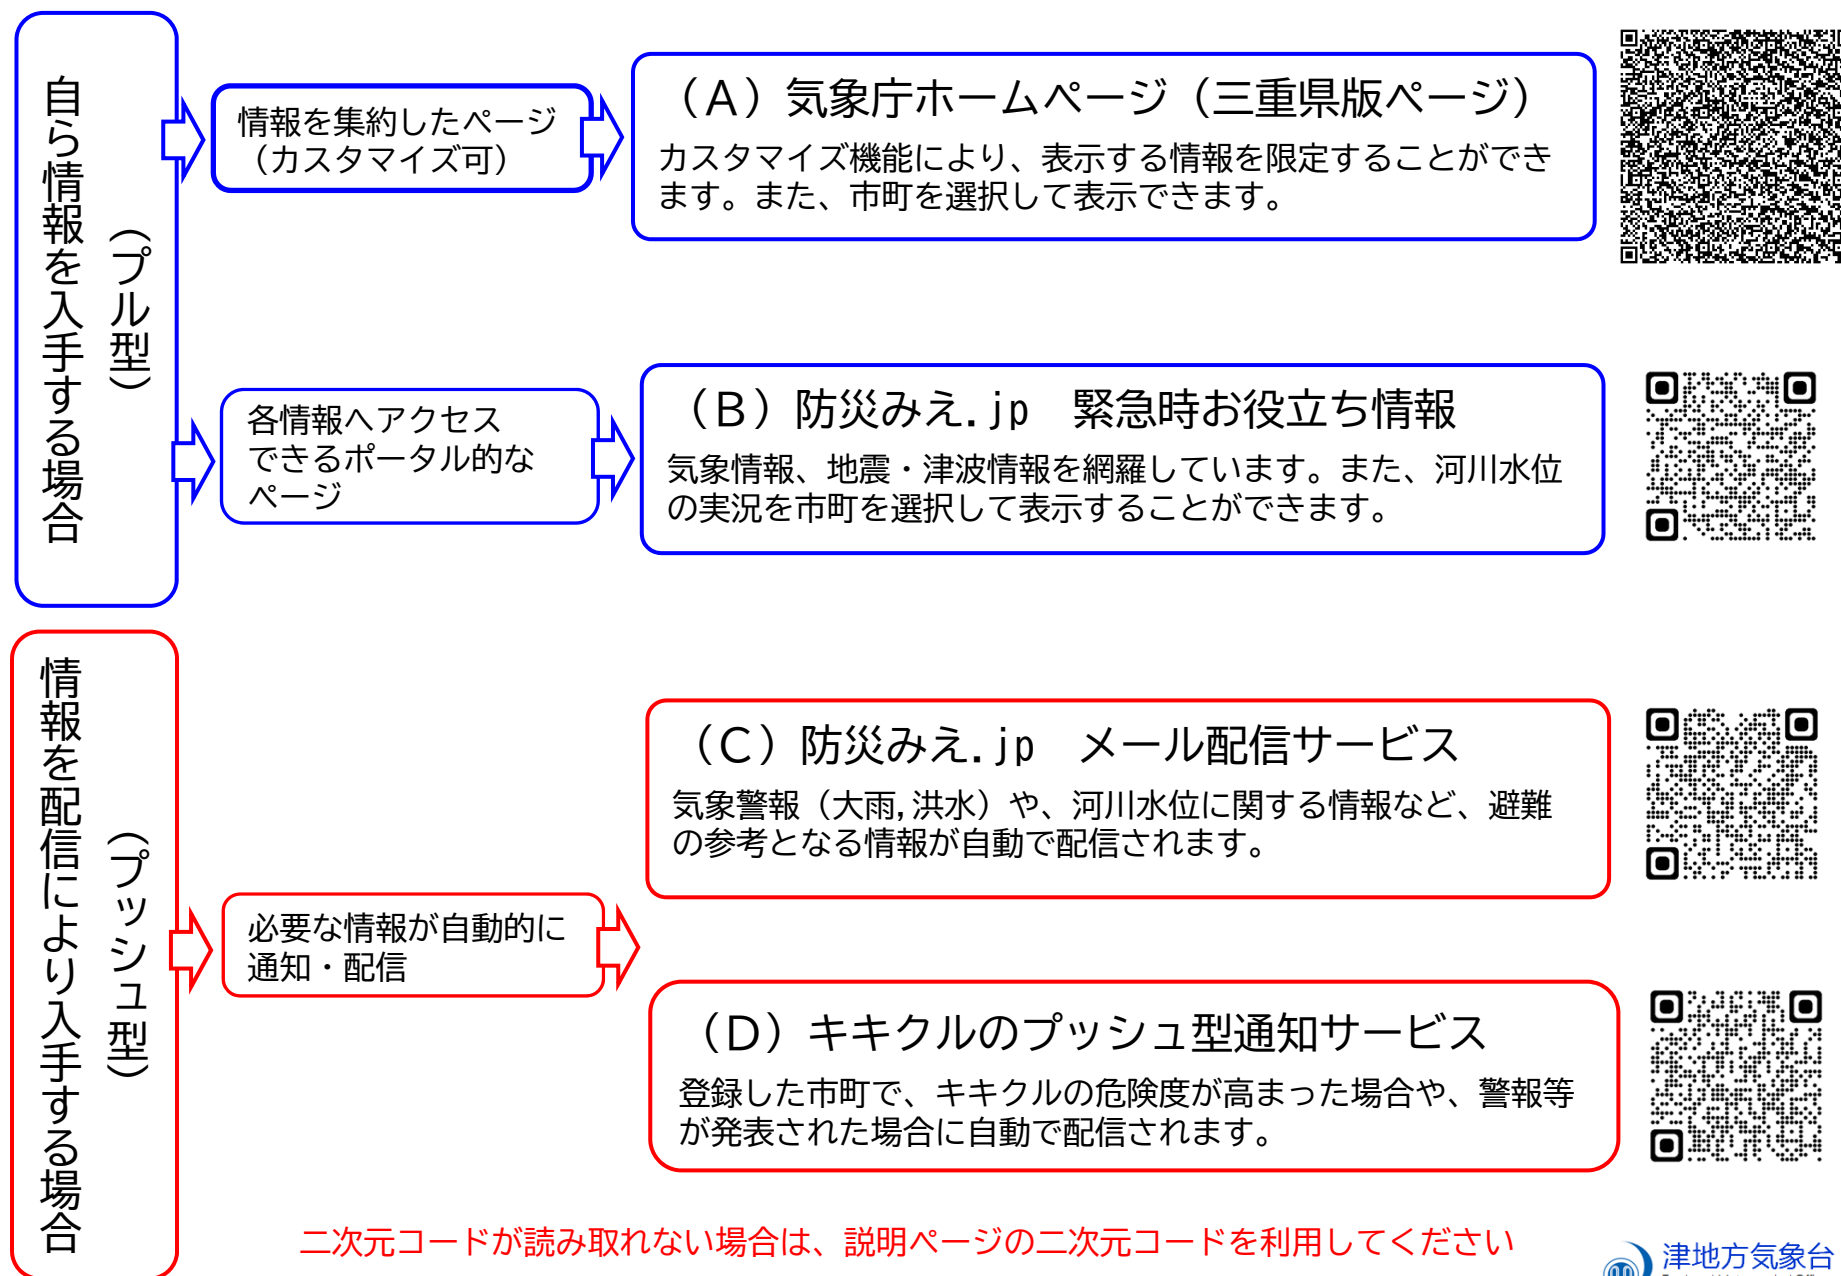 自ら情報を入手する場合
（プル型）
情報を集約したページ
（カスタマイズ可）
（A）気象庁ホームページ（三重県版ページ）
カスタマイズ機能により、表示する情報を限定することができ
ます。また、市町を選択して表示できます。
各情報へアクセス
できるポータル的な
ページ
（B）防災みえ.jp　緊急時お役立ち情報
気象情報、地震・津波情報を網羅しています。また、河川水位
の実況を市町を選択して表示することができます。
情報を配信により入手する場合
（プッシュ型）
必要な情報が自動的に
通知・配信
（C）防災みえ.jp　メール配信サービス
気象警報（大雨,洪水）や、河川水位に関する情報など、避難
の参考となる情報が自動で配信されます。
（D）キキクルのプッシュ型通知サービス
登録した市町で、キキクルの危険度が高まった場合や、警報等
が発表された場合に自動で配信されます。
二次元コードが読み取れない場合は、説明ページの二次元コードを利用してください
津地方気象台